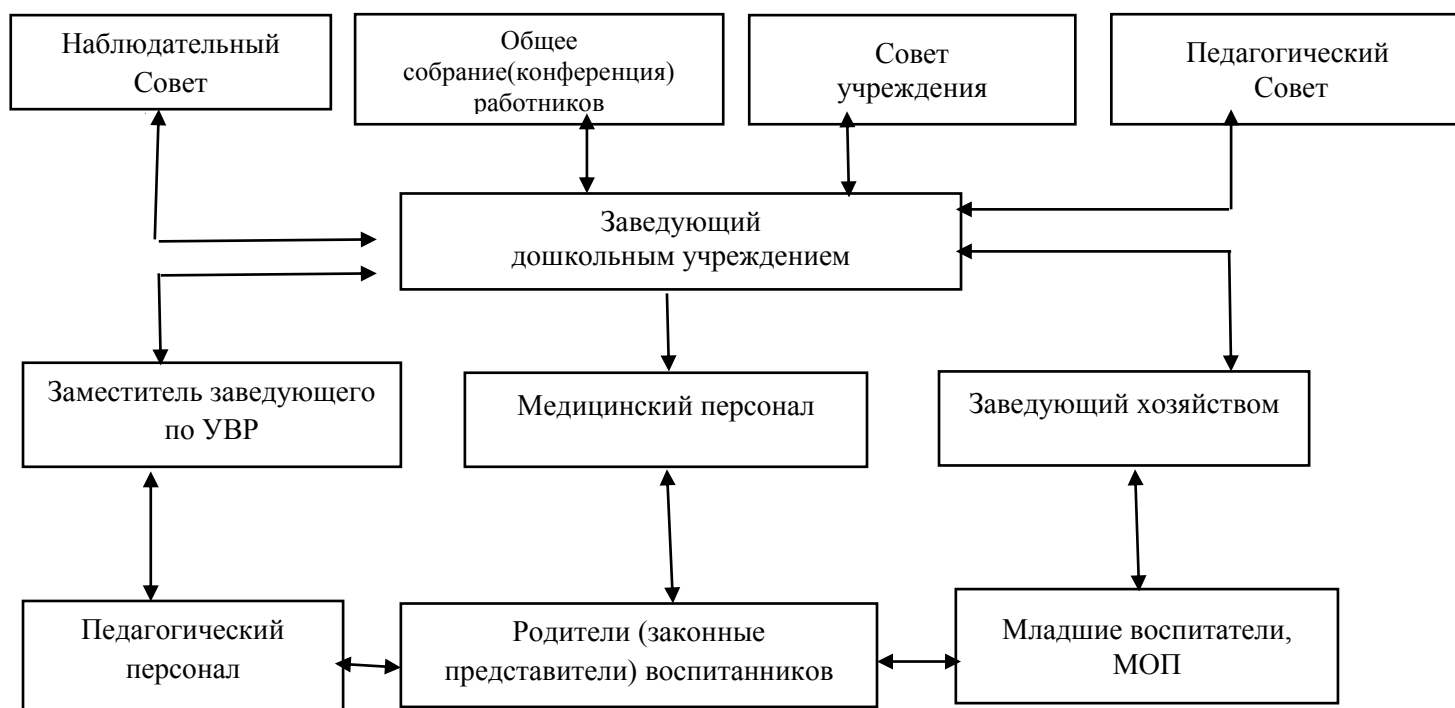 Наблюдательный
Совет
Общее
собрание(конференция)
работников
Совет
учреждения
Педагогический
Совет
Заведующий
дошкольным учреждением
Заместитель заведующего
по УВР
Медицинский персонал
Заведующий хозяйством
Педагогический
персонал
Родители (законные
представители) воспитанников
Младшие воспитатели,
МОП